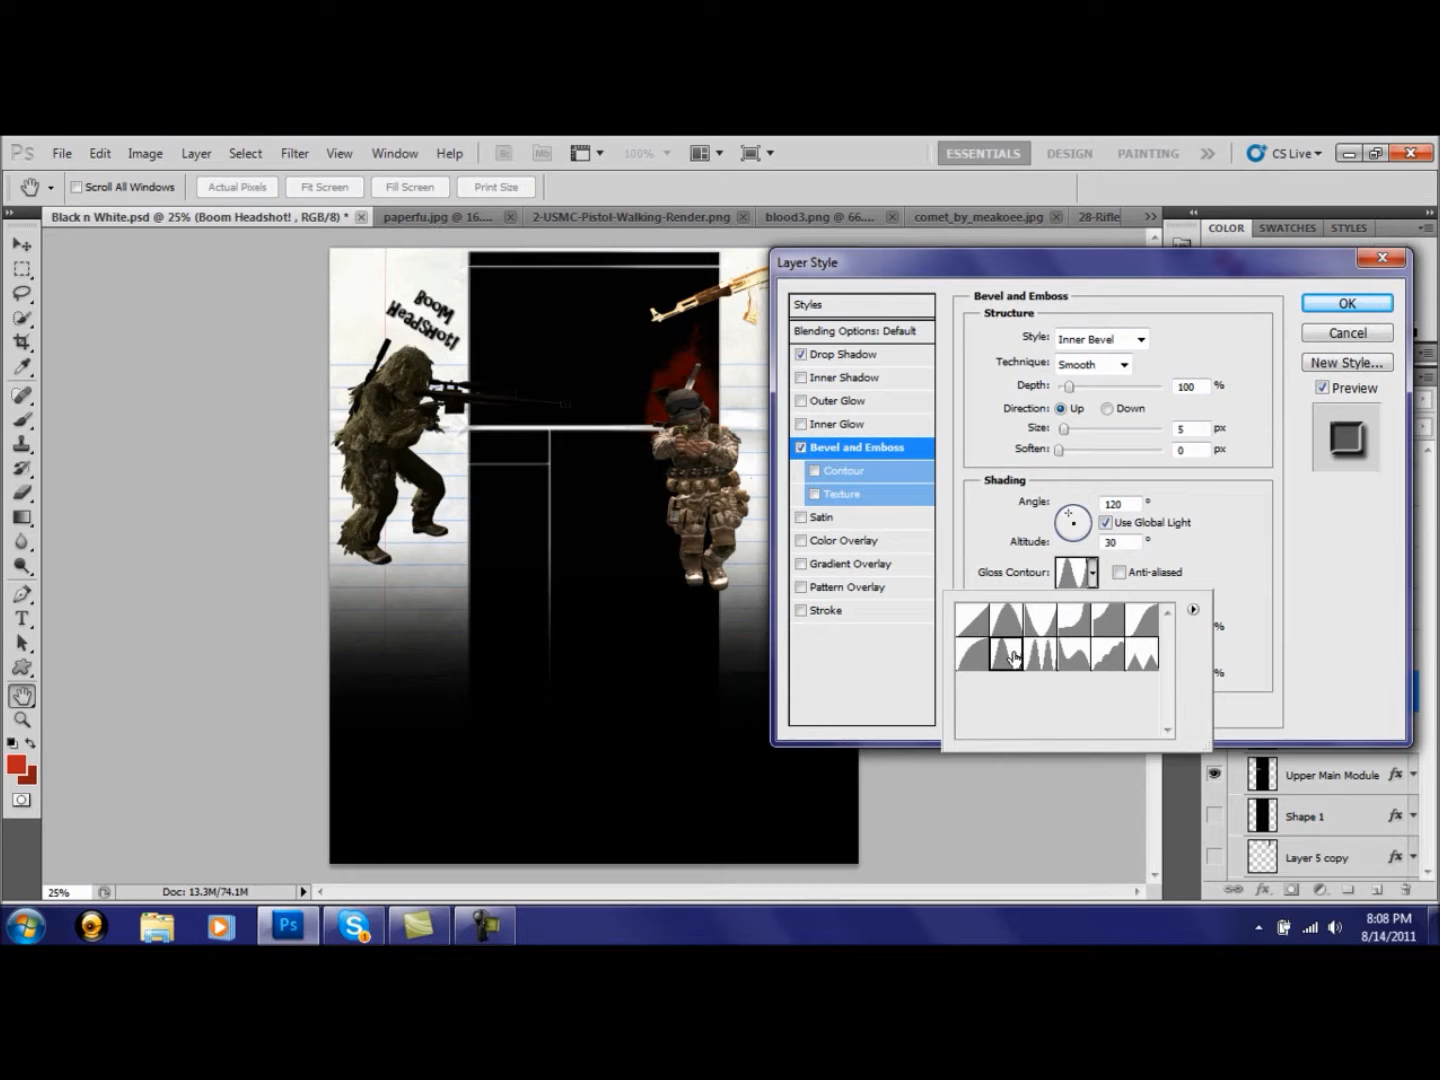 Ps File Edit Image Layer Select Filter View Window Help Br Mb 100% ESSENTIALS DESIGN PAINTING CS Live
Scroll All Windows Actual Pixels Fit Screen Fill Screen Print Size
Black n White.psd @ 25% (Boom Headshot! , RGB/8) * paperfu.jpg @ 16.... 2-USMC-Pistol-Walking-Render.png blood3.png @ 66.... comet_by_meakoee.jpg 28-Rifle
COLOR SWATCHES STYLES
Boom
HeadShot!
Layer Style
Styles
Blending Options: Default
Drop Shadow
Inner Shadow
Outer Glow
Inner Glow
Bevel and Emboss
Contour
Texture
Satin
Color Overlay
Gradient Overlay
Pattern Overlay
Stroke
Bevel and Emboss
Structure
Style: Inner Bevel
Technique: Smooth
Depth: 100 %
Direction: Up Down
Size: 5 px
Soften: 0 px
Shading
Angle: 120 °
Use Global Light
Altitude: 30 °
Gloss Contour: Anti-aliased
%
%
OK
Cancel
New Style...
Preview
Upper Main Module fx
Shape 1 fx
Layer 5 copy fx
25% Doc: 13.3M/74.1M
Ps
8:08 PM
8/14/2011